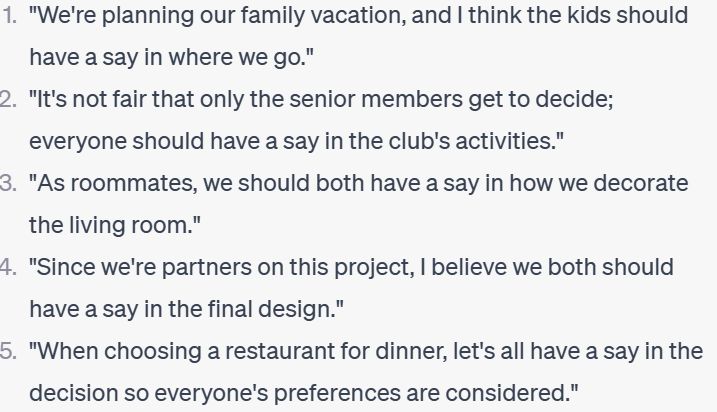 1. "We're planning our family vacation, and I think the kids should
have a say in where we go."
2. "It's not fair that only the senior members get to decide;
everyone should have a say in the club's activities."
3. "As roommates, we should both have a say in how we decorate
the living room."
4. "Since we're partners on this project, I believe we both should
have a say in the final design."
5. "When choosing a restaurant for dinner, let's all have a say in the
decision so everyone's preferences are considered."